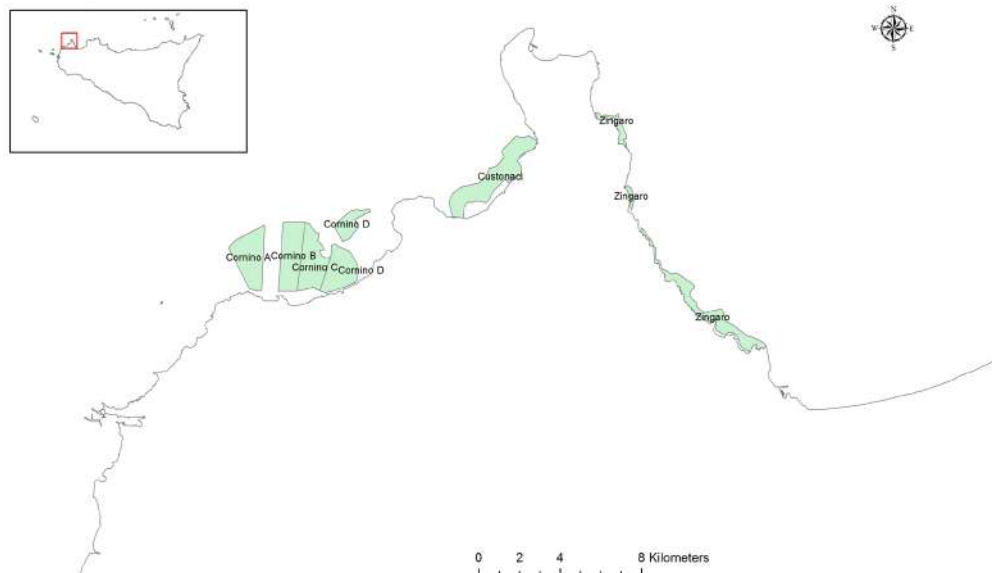 N
W E
S
Zingaro
Custonaci
Zingaro
Cornino D
Cornino A
Cornino B
Cornino C
Cornino D
Zingaro
0 2 4 8 Kilometers